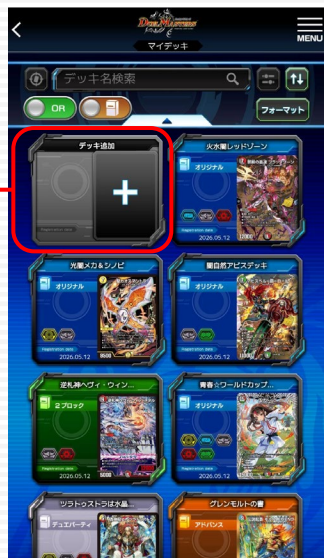 DUEL MASTERS
MENU
マイデッキ
デッキ名検索
OR
フォーマット
デッキ追加
火水闇レッドゾーン
オリジナル
12000
2026.05.12
光闇メカ&シノビ
オリジナル
8500
2026.05.12
闇自然アビスデッキ
オリジナル
2026.05.12
逆札神ヘヴィ・ウィン...
2ブロック
5000
2026.05.12
青春☆ワールドカップ...
オリジナル
2026.05.12
ツラトゥストラは水晶...
デュエパーティ
グレンモルトの書
アドバンス